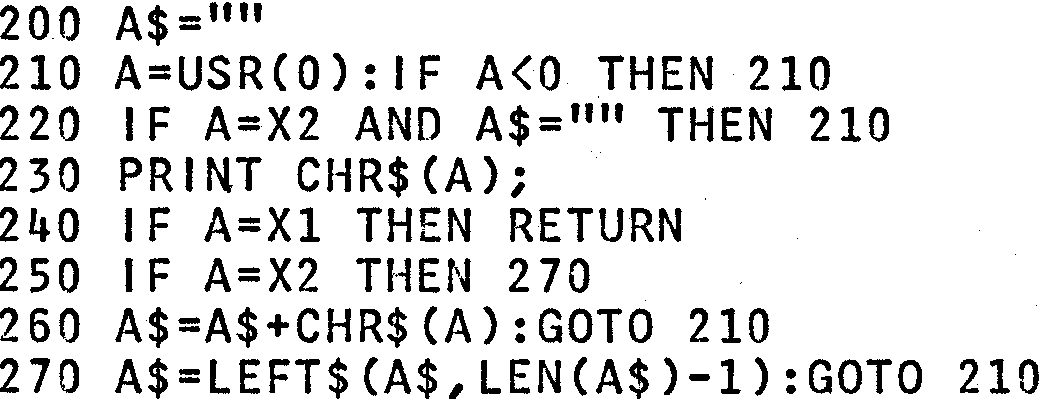 200 A$=""
210 A=USR(0):IF A<0 THEN 210
220 IF A=X2 AND A$="" THEN 210
230 PRINT CHR$(A);
240 IF A=X1 THEN RETURN
250 IF A=X2 THEN 270
260 A$=A$+CHR$(A):GOTO 210
270 A$=LEFT$(A$,LEN(A$)-1):GOTO 210